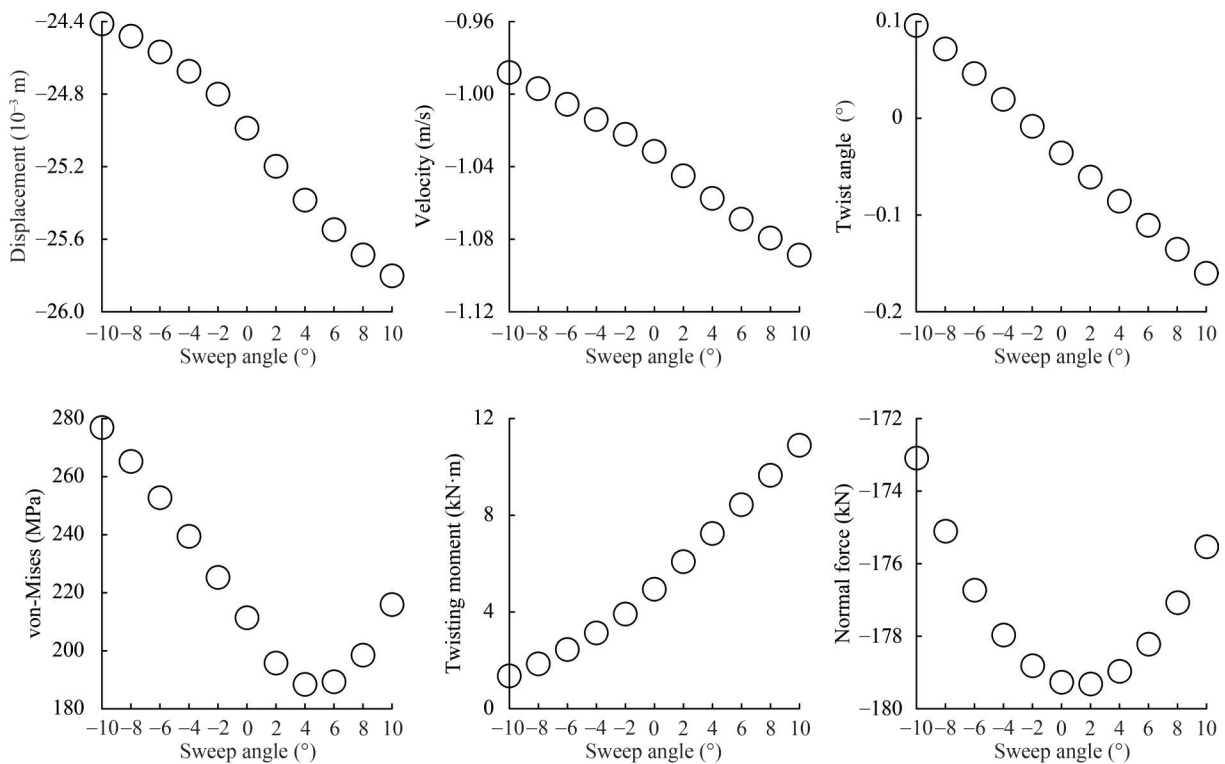 Displacement (10⁻³ m)
−24.4
−24.8
−25.2
−25.6
−26.0
−10 −8 −6 −4 −2 0 2 4 6 8 10
Sweep angle (°)
Velocity (m/s)
−0.96
−1.00
−1.04
−1.08
−1.12
−10 −8 −6 −4 −2 0 2 4 6 8 10
Sweep angle (°)
Twist angle (°)
0.1
0
−0.1
−0.2
−10 −8 −6 −4 −2 0 2 4 6 8 10
Sweep angle (°)
von-Mises (MPa)
280
260
240
220
200
180
−10 −8 −6 −4 −2 0 2 4 6 8 10
Sweep angle (°)
Twisting moment (kN·m)
12
8
4
0
−10 −8 −6 −4 −2 0 2 4 6 8 10
Sweep angle (°)
Normal force (kN)
−172
−174
−176
−178
−180
−10 −8 −6 −4 −2 0 2 4 6 8 10
Sweep angle (°)